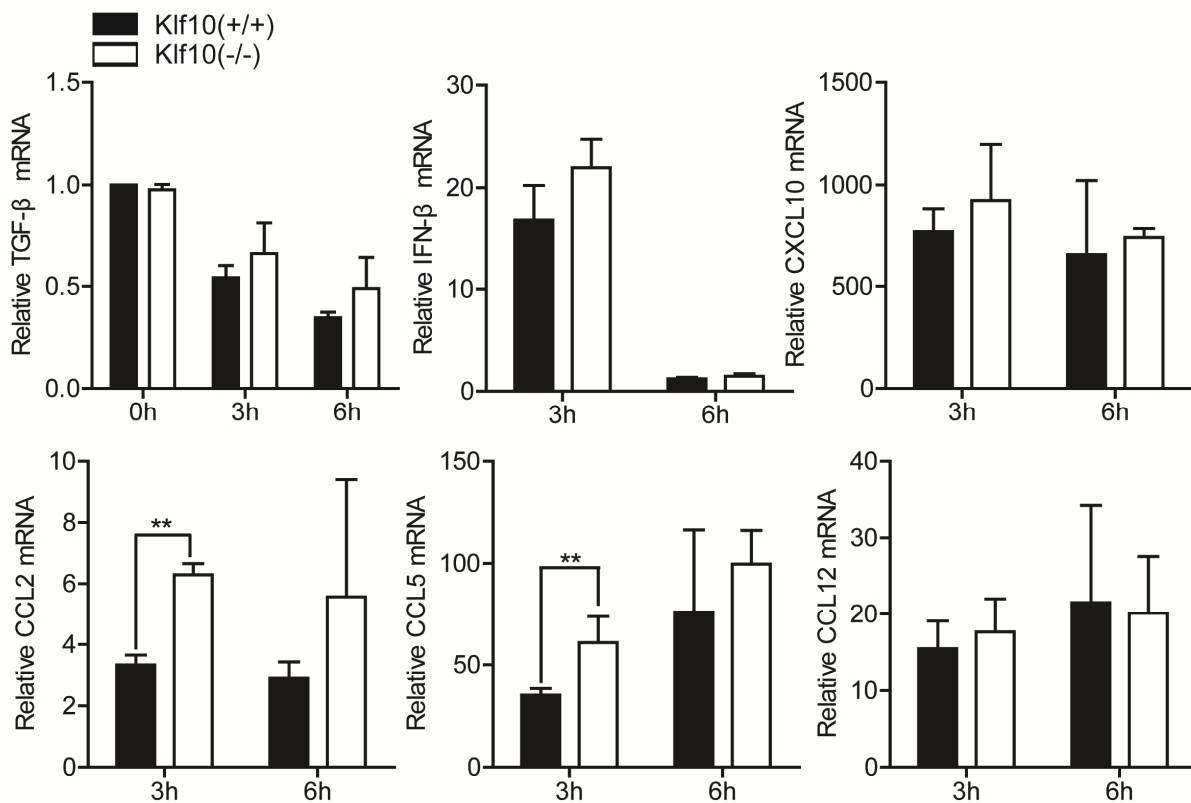 Klf10(+/+)
Klf10(-/-)
Relative TGF-β mRNA
1.5
1.0
0.5
0.0
0h
3h
6h
Relative IFN-β mRNA
30
20
10
0
3h
6h
Relative CXCL10 mRNA
1500
1000
500
0
3h
6h
Relative CCL2 mRNA
10
8
6
4
2
0
**
3h
6h
Relative CCL5 mRNA
150
100
50
0
**
3h
6h
Relative CCL12 mRNA
40
30
20
10
0
3h
6h